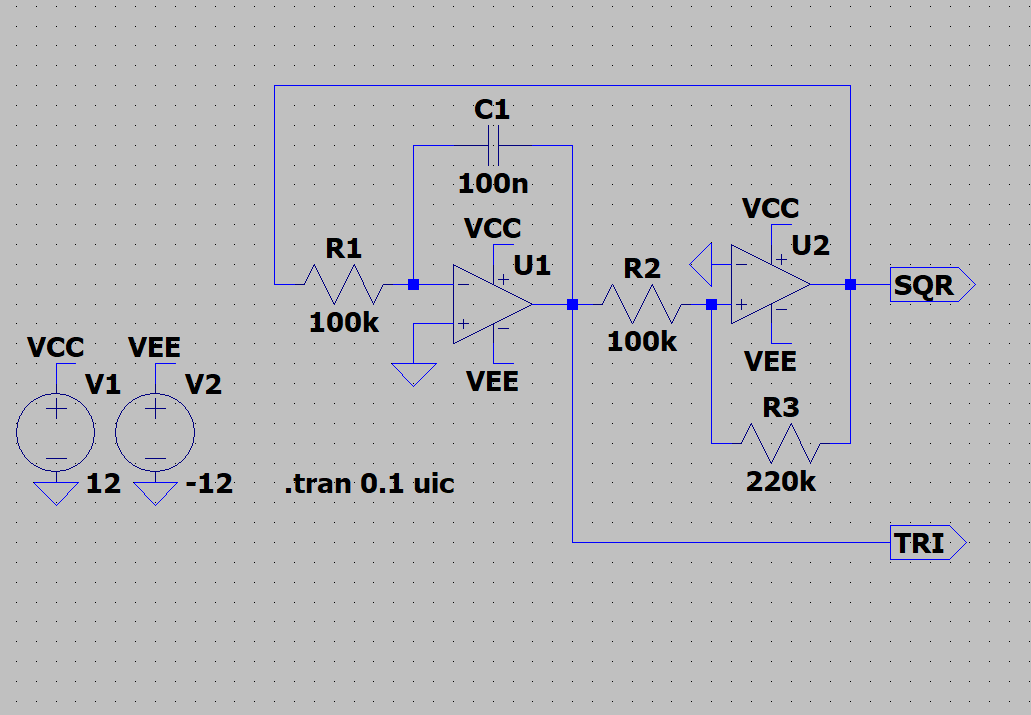 C1
100n
VCC
VCC
U2
R1
U1
R2
SQR
100k
100k
VCC
VEE
VEE
VEE
V1
V2
R3
12
-12
.tran 0.1 uic
220k
TRI